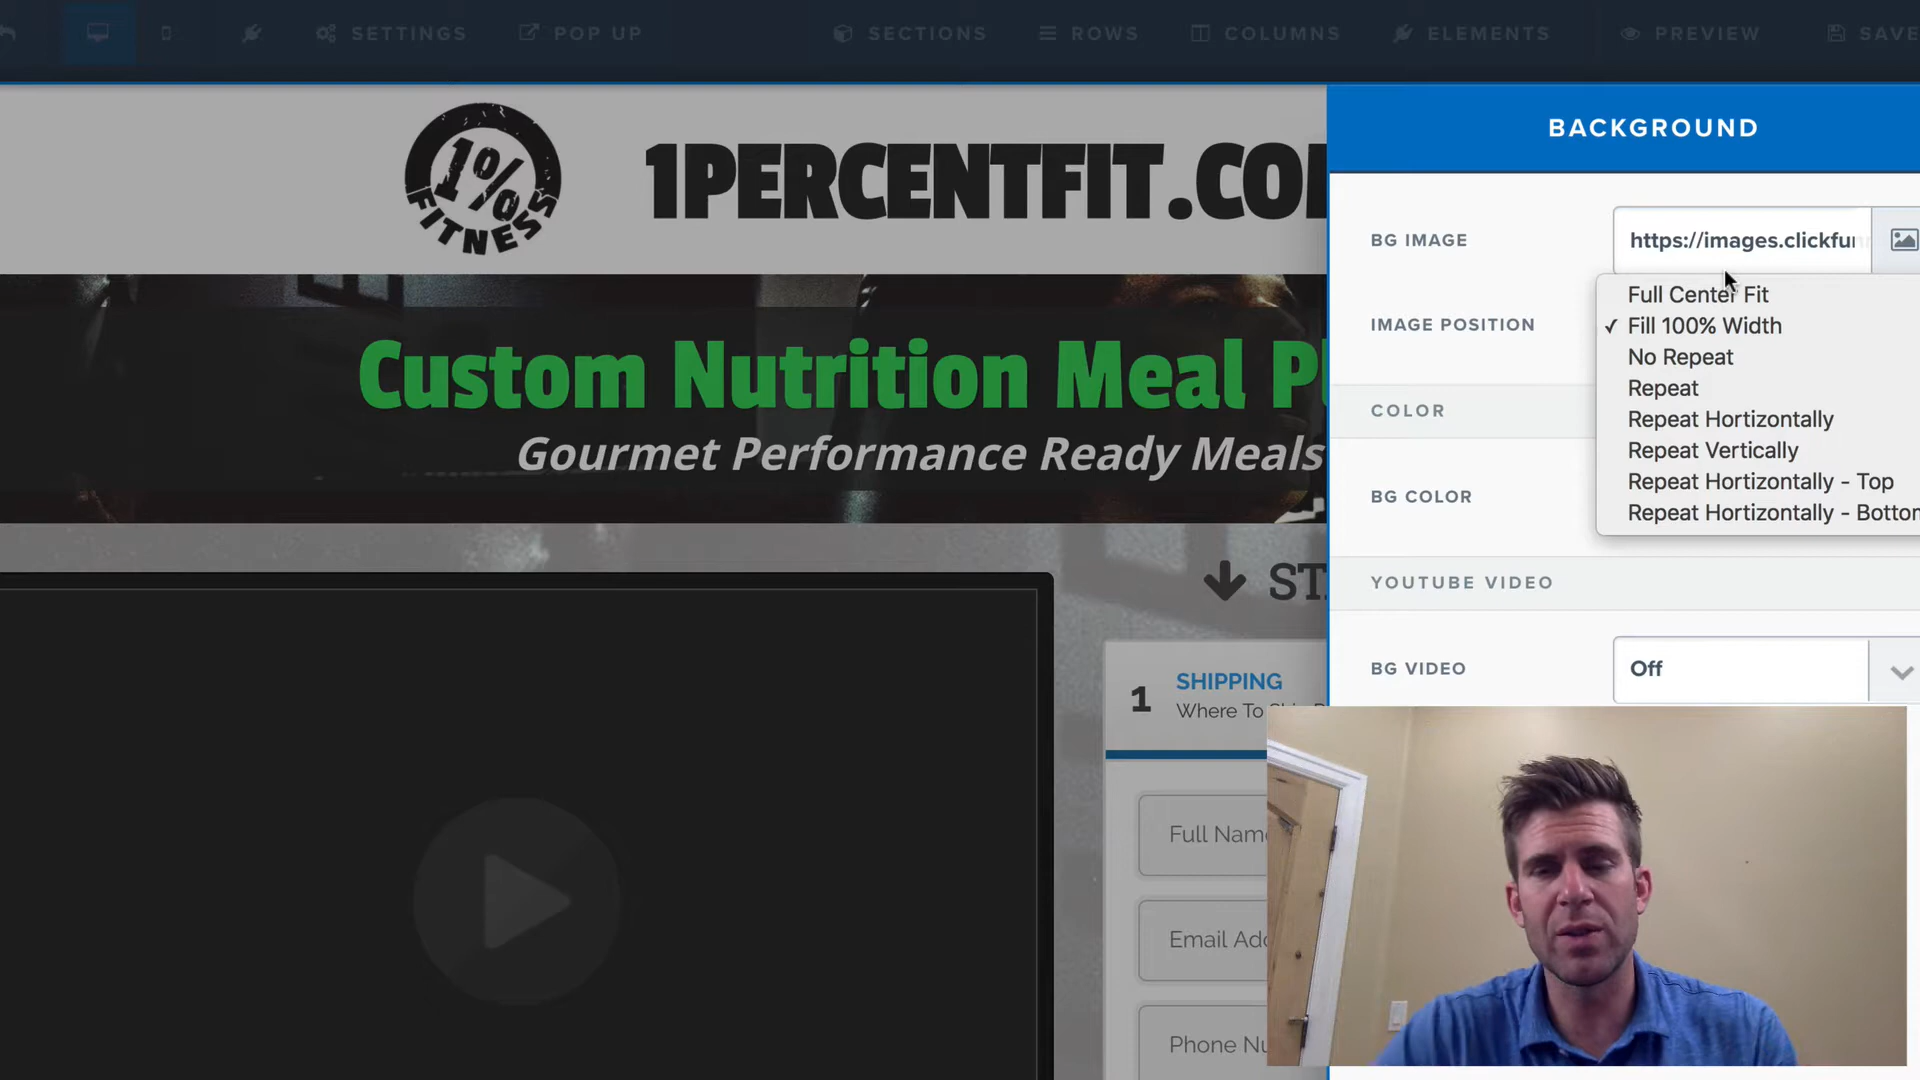 SETTINGS
POP UP
SECTIONS
ROWS
COLUMNS
ELEMENTS
PREVIEW
SAVE
1%
FITNESS
1PERCENTFIT.CO
Custom Nutrition Meal Pl
Gourmet Performance Ready Meals
ST
1
SHIPPING
Where To Ship
Full Name
Email Add
Phone Nu
BACKGROUND
BG IMAGE
https://images.clickfun
IMAGE POSITION
Full Center Fit
✓ Fill 100% Width
No Repeat
Repeat
Repeat Hortizontally
Repeat Vertically
Repeat Hortizontally - Top
Repeat Hortizontally - Bottom
COLOR
BG COLOR
YOUTUBE VIDEO
BG VIDEO
Off